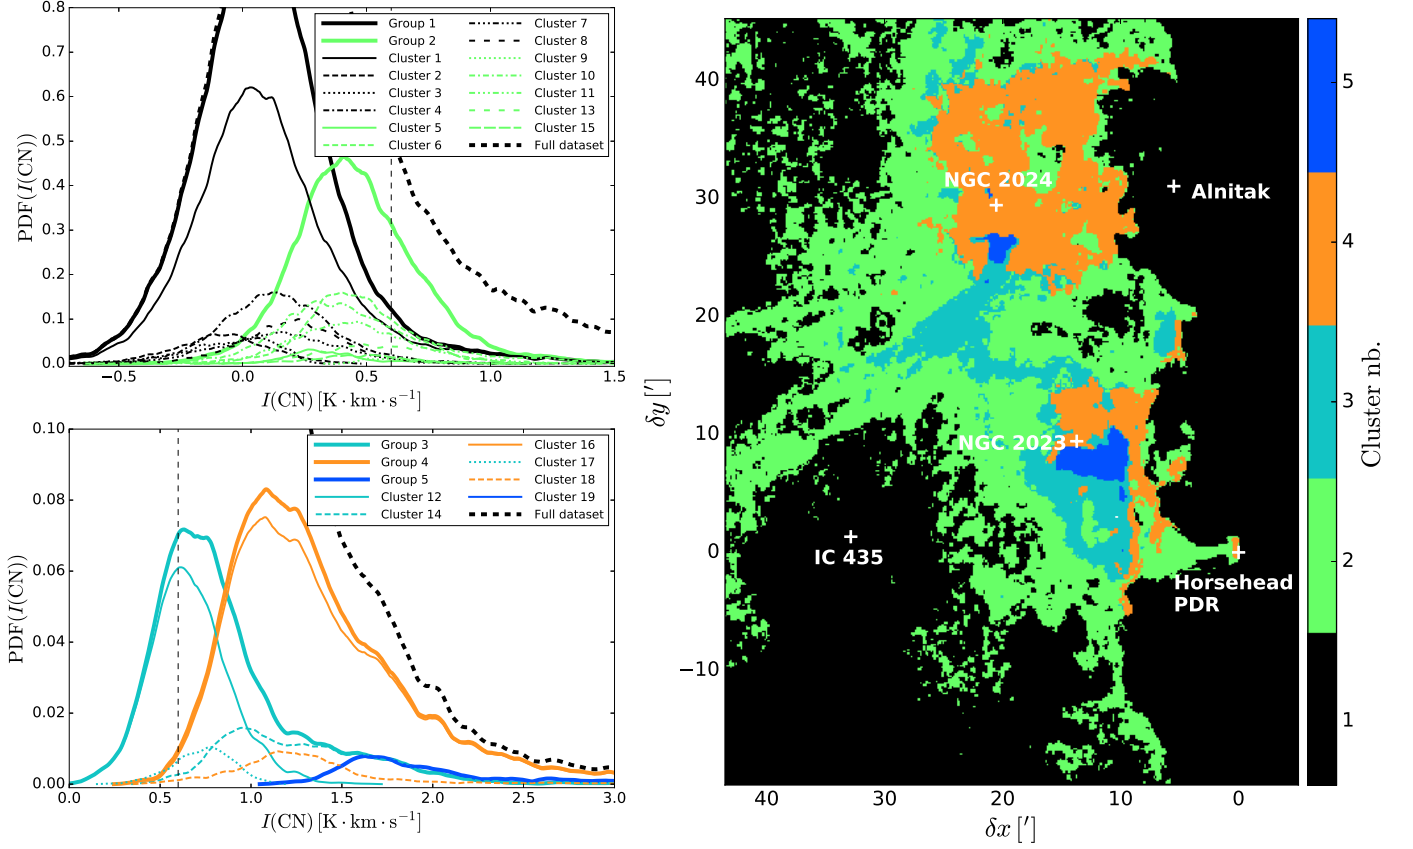 0.8
0.7
0.6
0.5
0.4
0.3
0.2
0.1
0.0
PDF(I(CN))
Group 1
Group 2
Cluster 1
Cluster 2
Cluster 3
Cluster 4
Cluster 5
Cluster 6
Cluster 7
Cluster 8
Cluster 9
Cluster 10
Cluster 11
Cluster 13
Cluster 15
Full dataset
−0.5 0.0 0.5 1.0 1.5
I(CN) [K · km · s⁻¹]
0.10
0.08
0.06
0.04
0.02
0.00
PDF(I(CN))
Group 3
Group 4
Group 5
Cluster 12
Cluster 14
Cluster 16
Cluster 17
Cluster 18
Cluster 19
Full dataset
0.0 0.5 1.0 1.5 2.0 2.5 3.0
I(CN) [K · km · s⁻¹]
40
30
20
10
0
−10
δy [′]
NGC 2024
Alnitak
NGC 2023
IC 435
Horsehead
PDR
40 30 20 10 0
δx [′]
5
4
3
2
1
Cluster nb.